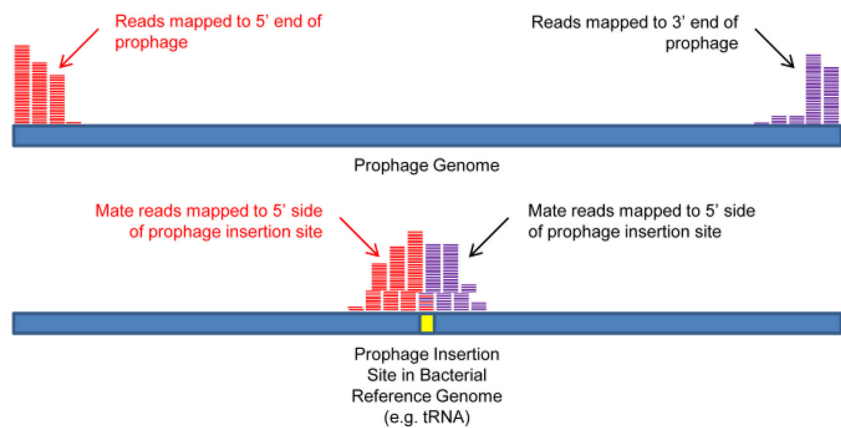 Reads mapped to 5' end of
prophage
Reads mapped to 3' end of
prophage
Prophage Genome
Mate reads mapped to 5' side
of prophage insertion site
Mate reads mapped to 5' side
of prophage insertion site
Prophage Insertion
Site in Bacterial
Reference Genome
(e.g. tRNA)